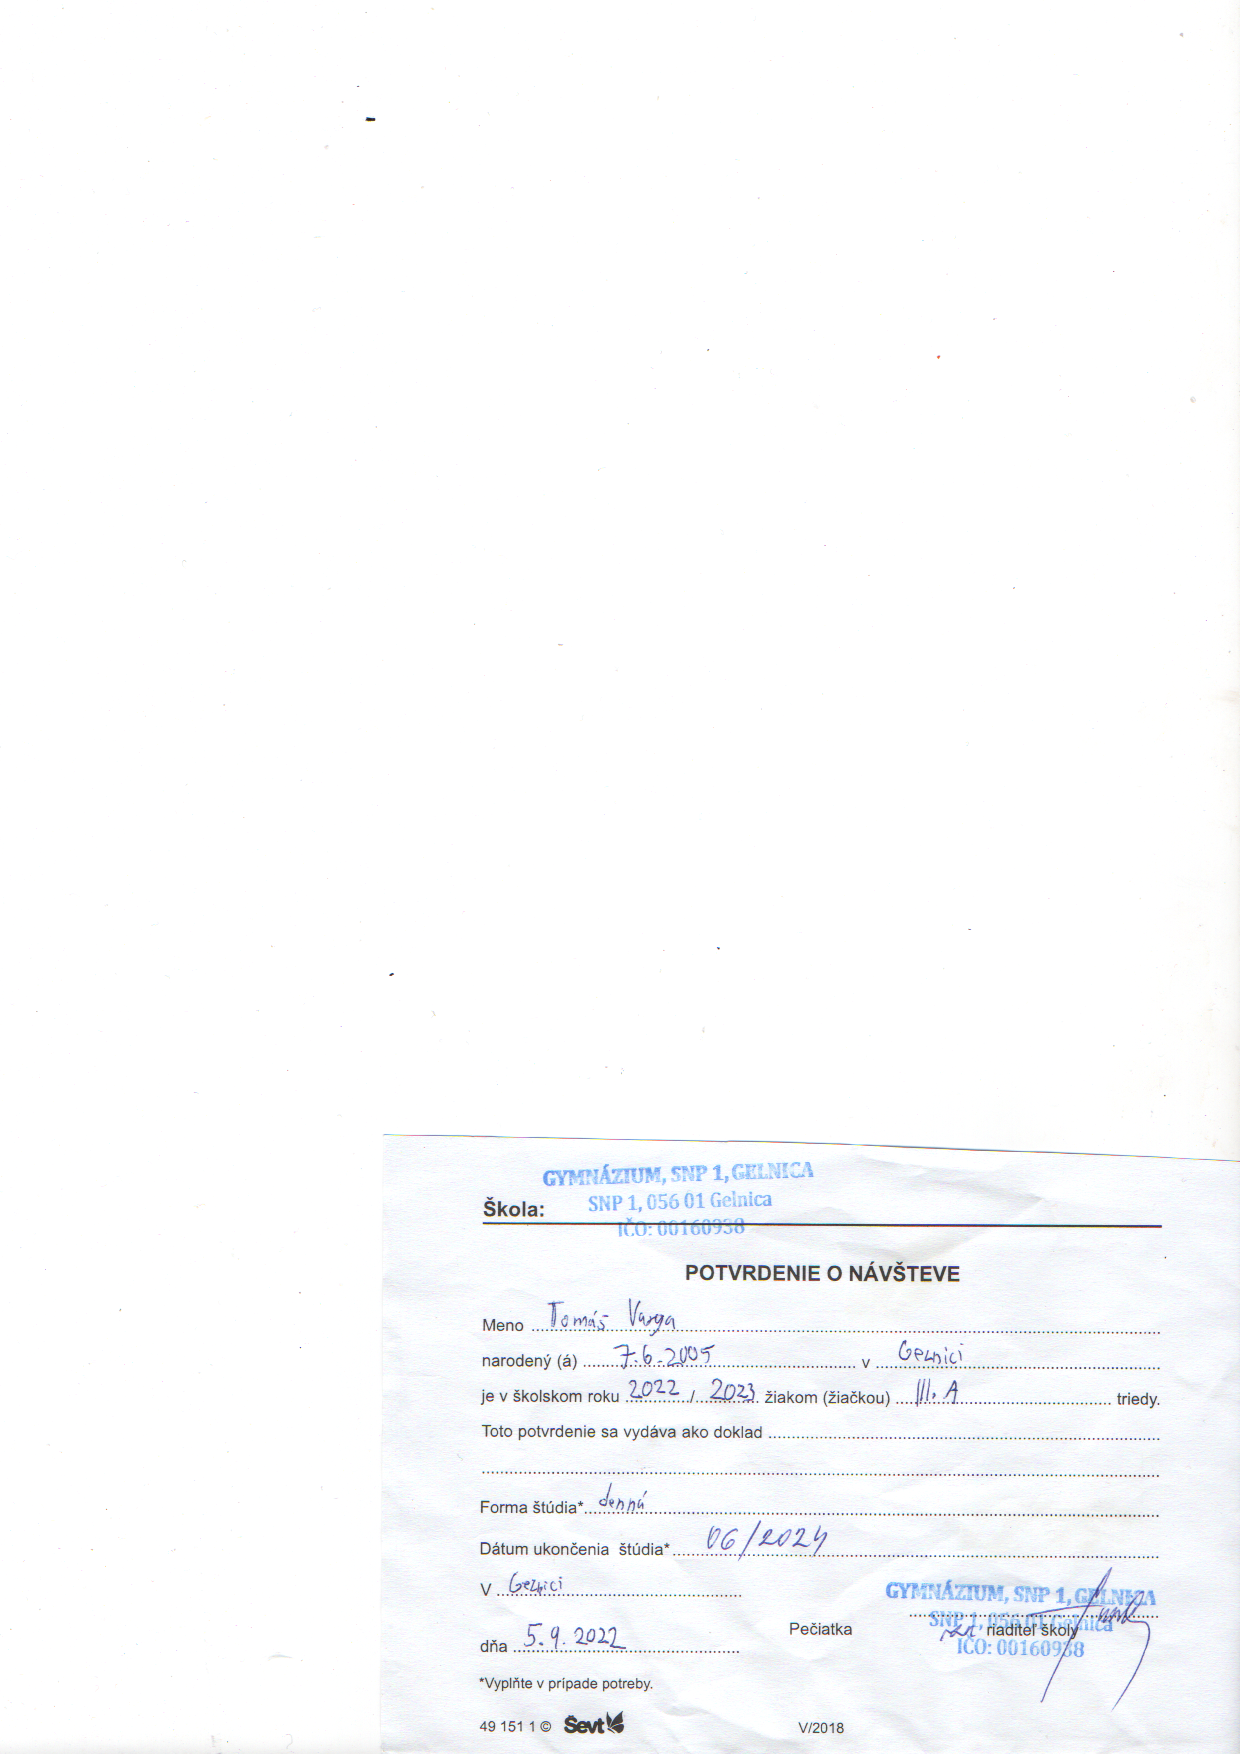 GYMNÁZIUM, SNP 1, GELNICA
SNP 1, 056 01 Gelnica
Škola:
IČO: 00160938
POTVRDENIE O NÁVŠTEVE
Meno Tomáš Varga
narodený (á) 7.6.2005 v Gelnici
je v školskom roku 2022 / 2023 žiakom (žiačkou) III. A triedy.
Toto potvrdenie sa vydáva ako doklad
Forma štúdia* denná
Dátum ukončenia štúdia* 06/2024
V Gelnici
GYMNÁZIUM, SNP 1, GELNICA
SNP 1, 056 01 Gelnica
Pečiatka riaditeľ školy
dňa 5.9.2022
IČO: 00160938
*Vyplňte v prípade potreby.
49 151 1 © Ševt V/2018